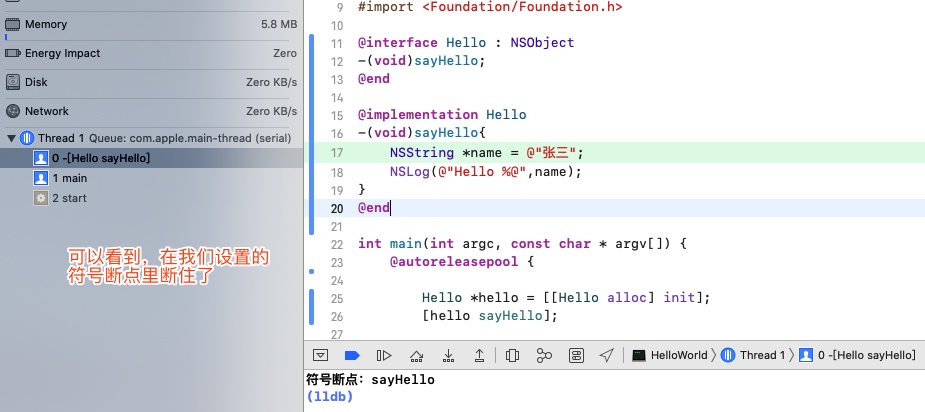 Memory 5.8 MB
Energy Impact Zero
Disk Zero KB/s
Network Zero KB/s
Thread 1 Queue: com.apple.main-thread (serial)
0 -[Hello sayHello]
1 main
2 start
可以看到，在我们设置的
符号断点里断住了
9 #import <Foundation/Foundation.h>
10
11 @interface Hello : NSObject
12 -(void)sayHello;
13 @end
14
15 @implementation Hello
16 -(void)sayHello{
17 NSString *name = @"张三";
18 NSLog(@"Hello %@",name);
19 }
20 @end
21
22 int main(int argc, const char * argv[]) {
23 @autoreleasepool {
24
25 Hello *hello = [[Hello alloc] init];
26 [hello sayHello];
27
HelloWorld 〉 Thread 1 〉 0 -[Hello sayHello]
符号断点：sayHello
(lldb)